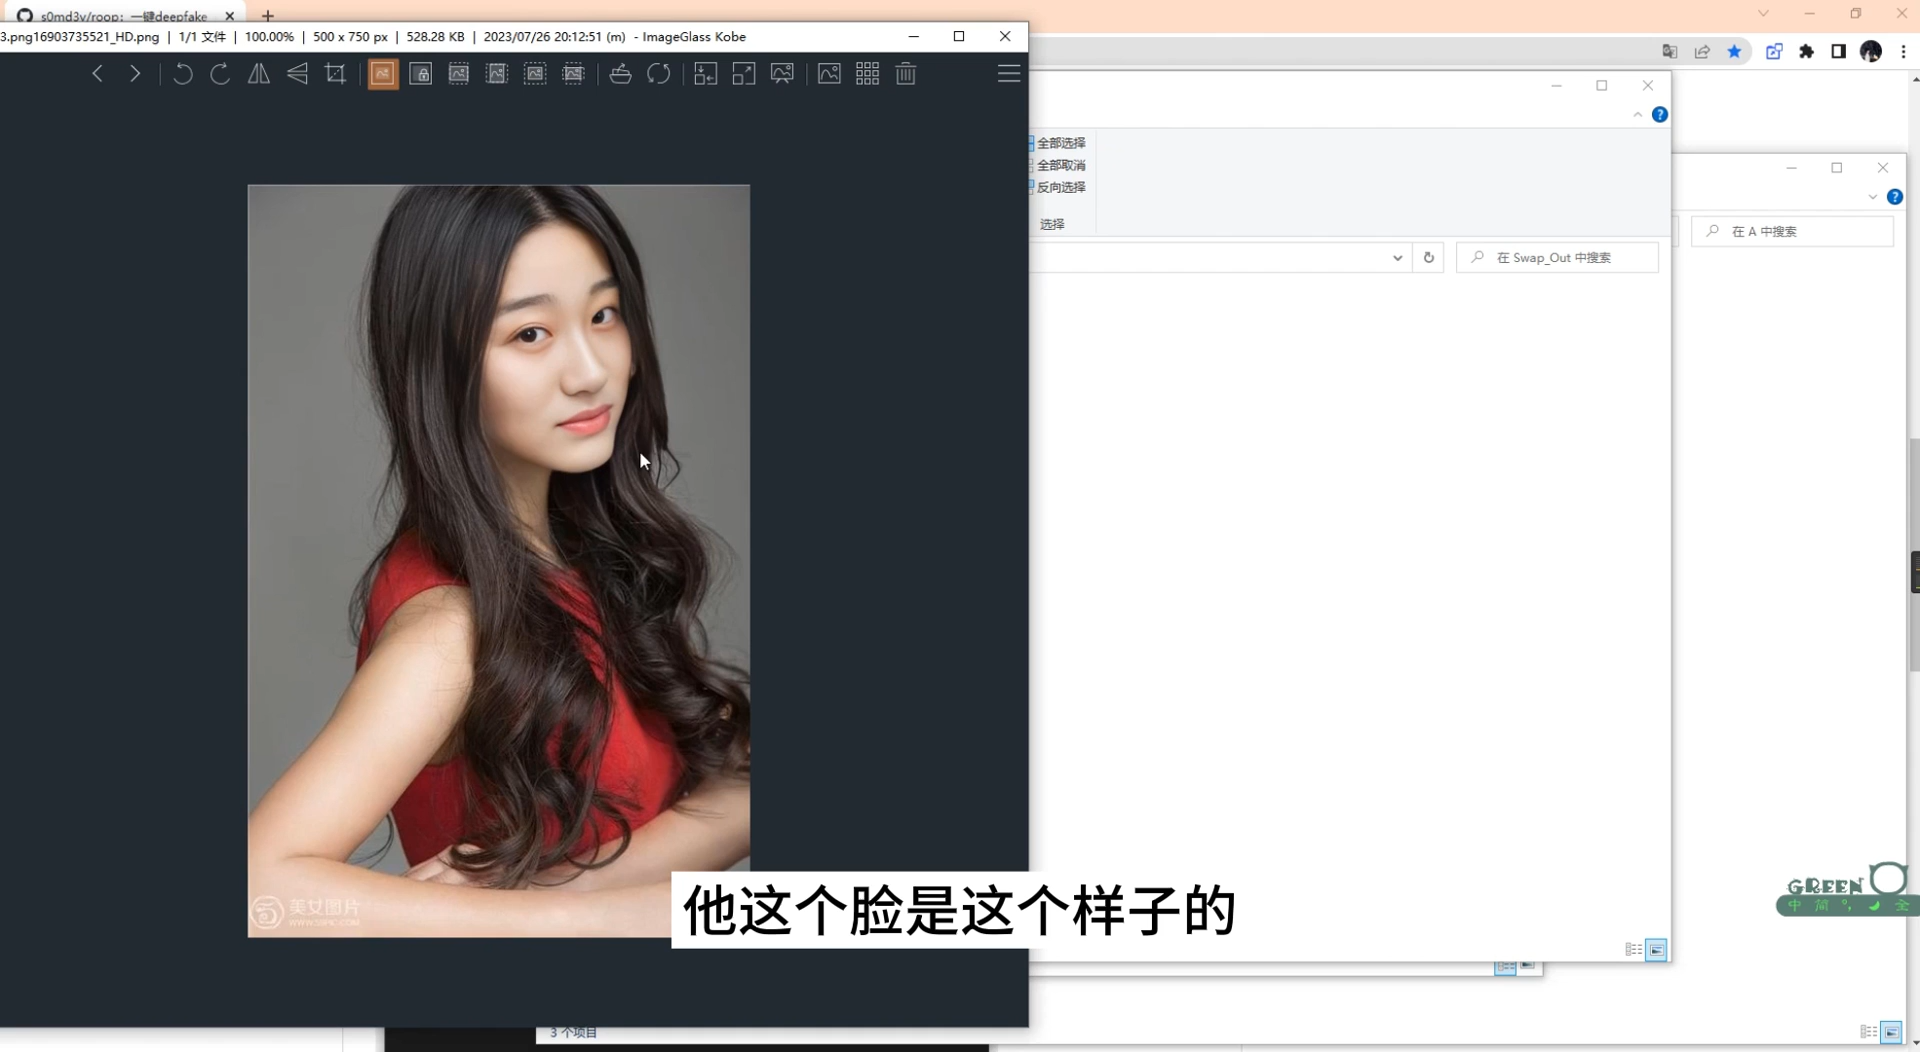 s0md3v/roop: 一键deepfake
3.png16903735521_HD.png | 1/1 文件 | 100.00% | 500 x 750 px | 528.28 KB | 2023/07/26 20:12:51 (m) - ImageGlass Kobe
全部选择
全部取消
反向选择
选择
在 A 中搜索
在 Swap_Out 中搜索
美女图片
他这个脸是这个样子的
GREEN
中 简 °, 全
3 个项目